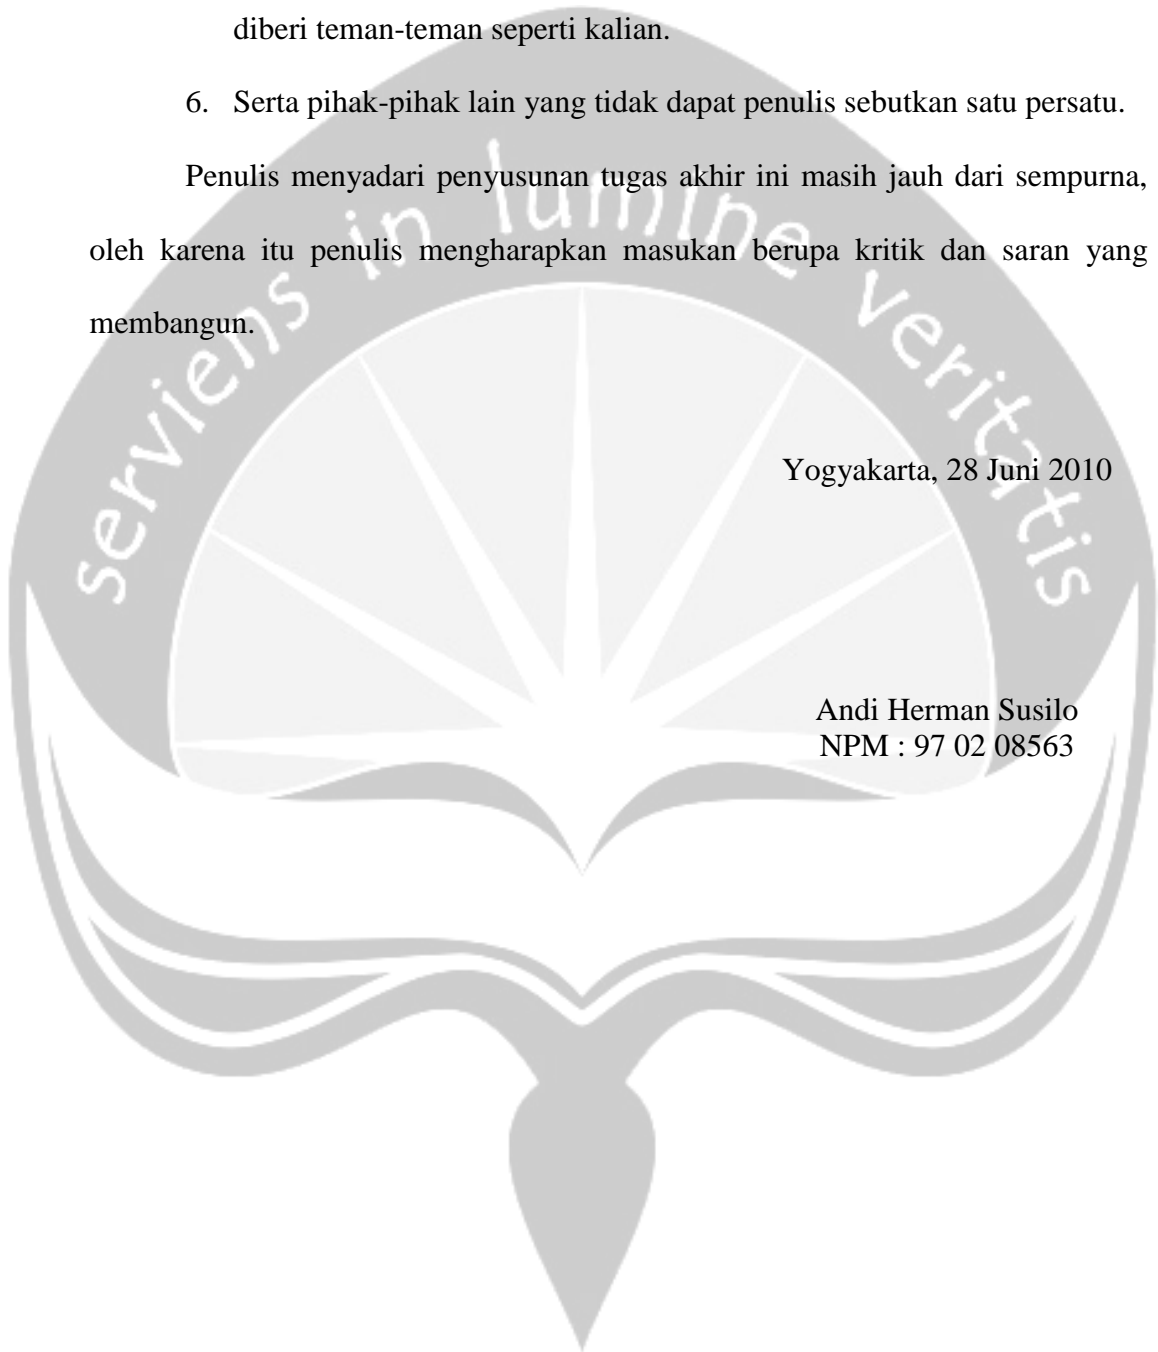 diberi teman-teman seperti kalian.
6. Serta pihak-pihak lain yang tidak dapat penulis sebutkan satu persatu.
Penulis menyadari penyusunan tugas akhir ini masih jauh dari sempurna,
oleh karena itu penulis mengharapkan masukan berupa kritik dan saran yang
membangun.
serviens in lumine veritatis
Yogyakarta, 28 Juni 2010
Andi Herman Susilo
NPM : 97 02 08563